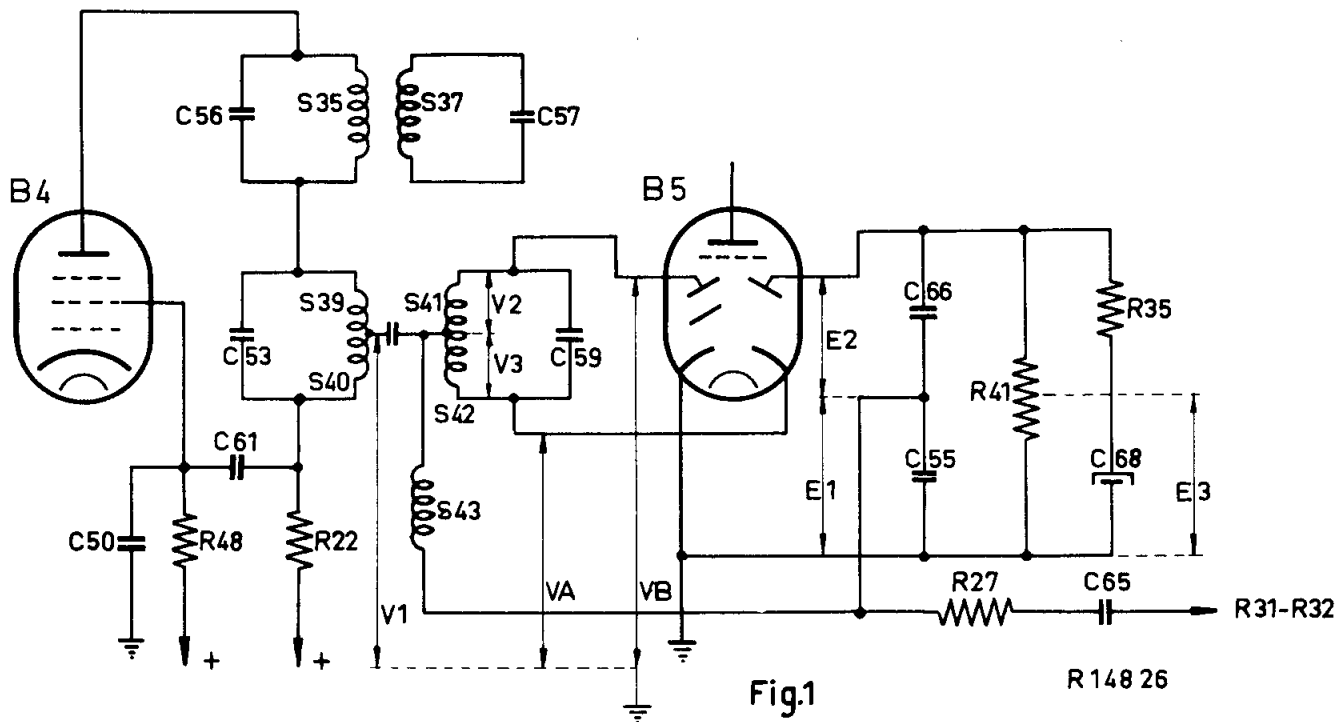 C56
S35
S37
C57
B4
B5
S39
S41
V2
C66
R35
C53
V3
C59
E2
S40
R41
S42
C61
C55
C68
S43
E1
E3
C50
R48
R22
VA
VB
R27
C65
V1
R31-R32
+
+
Fig.1
R148 26